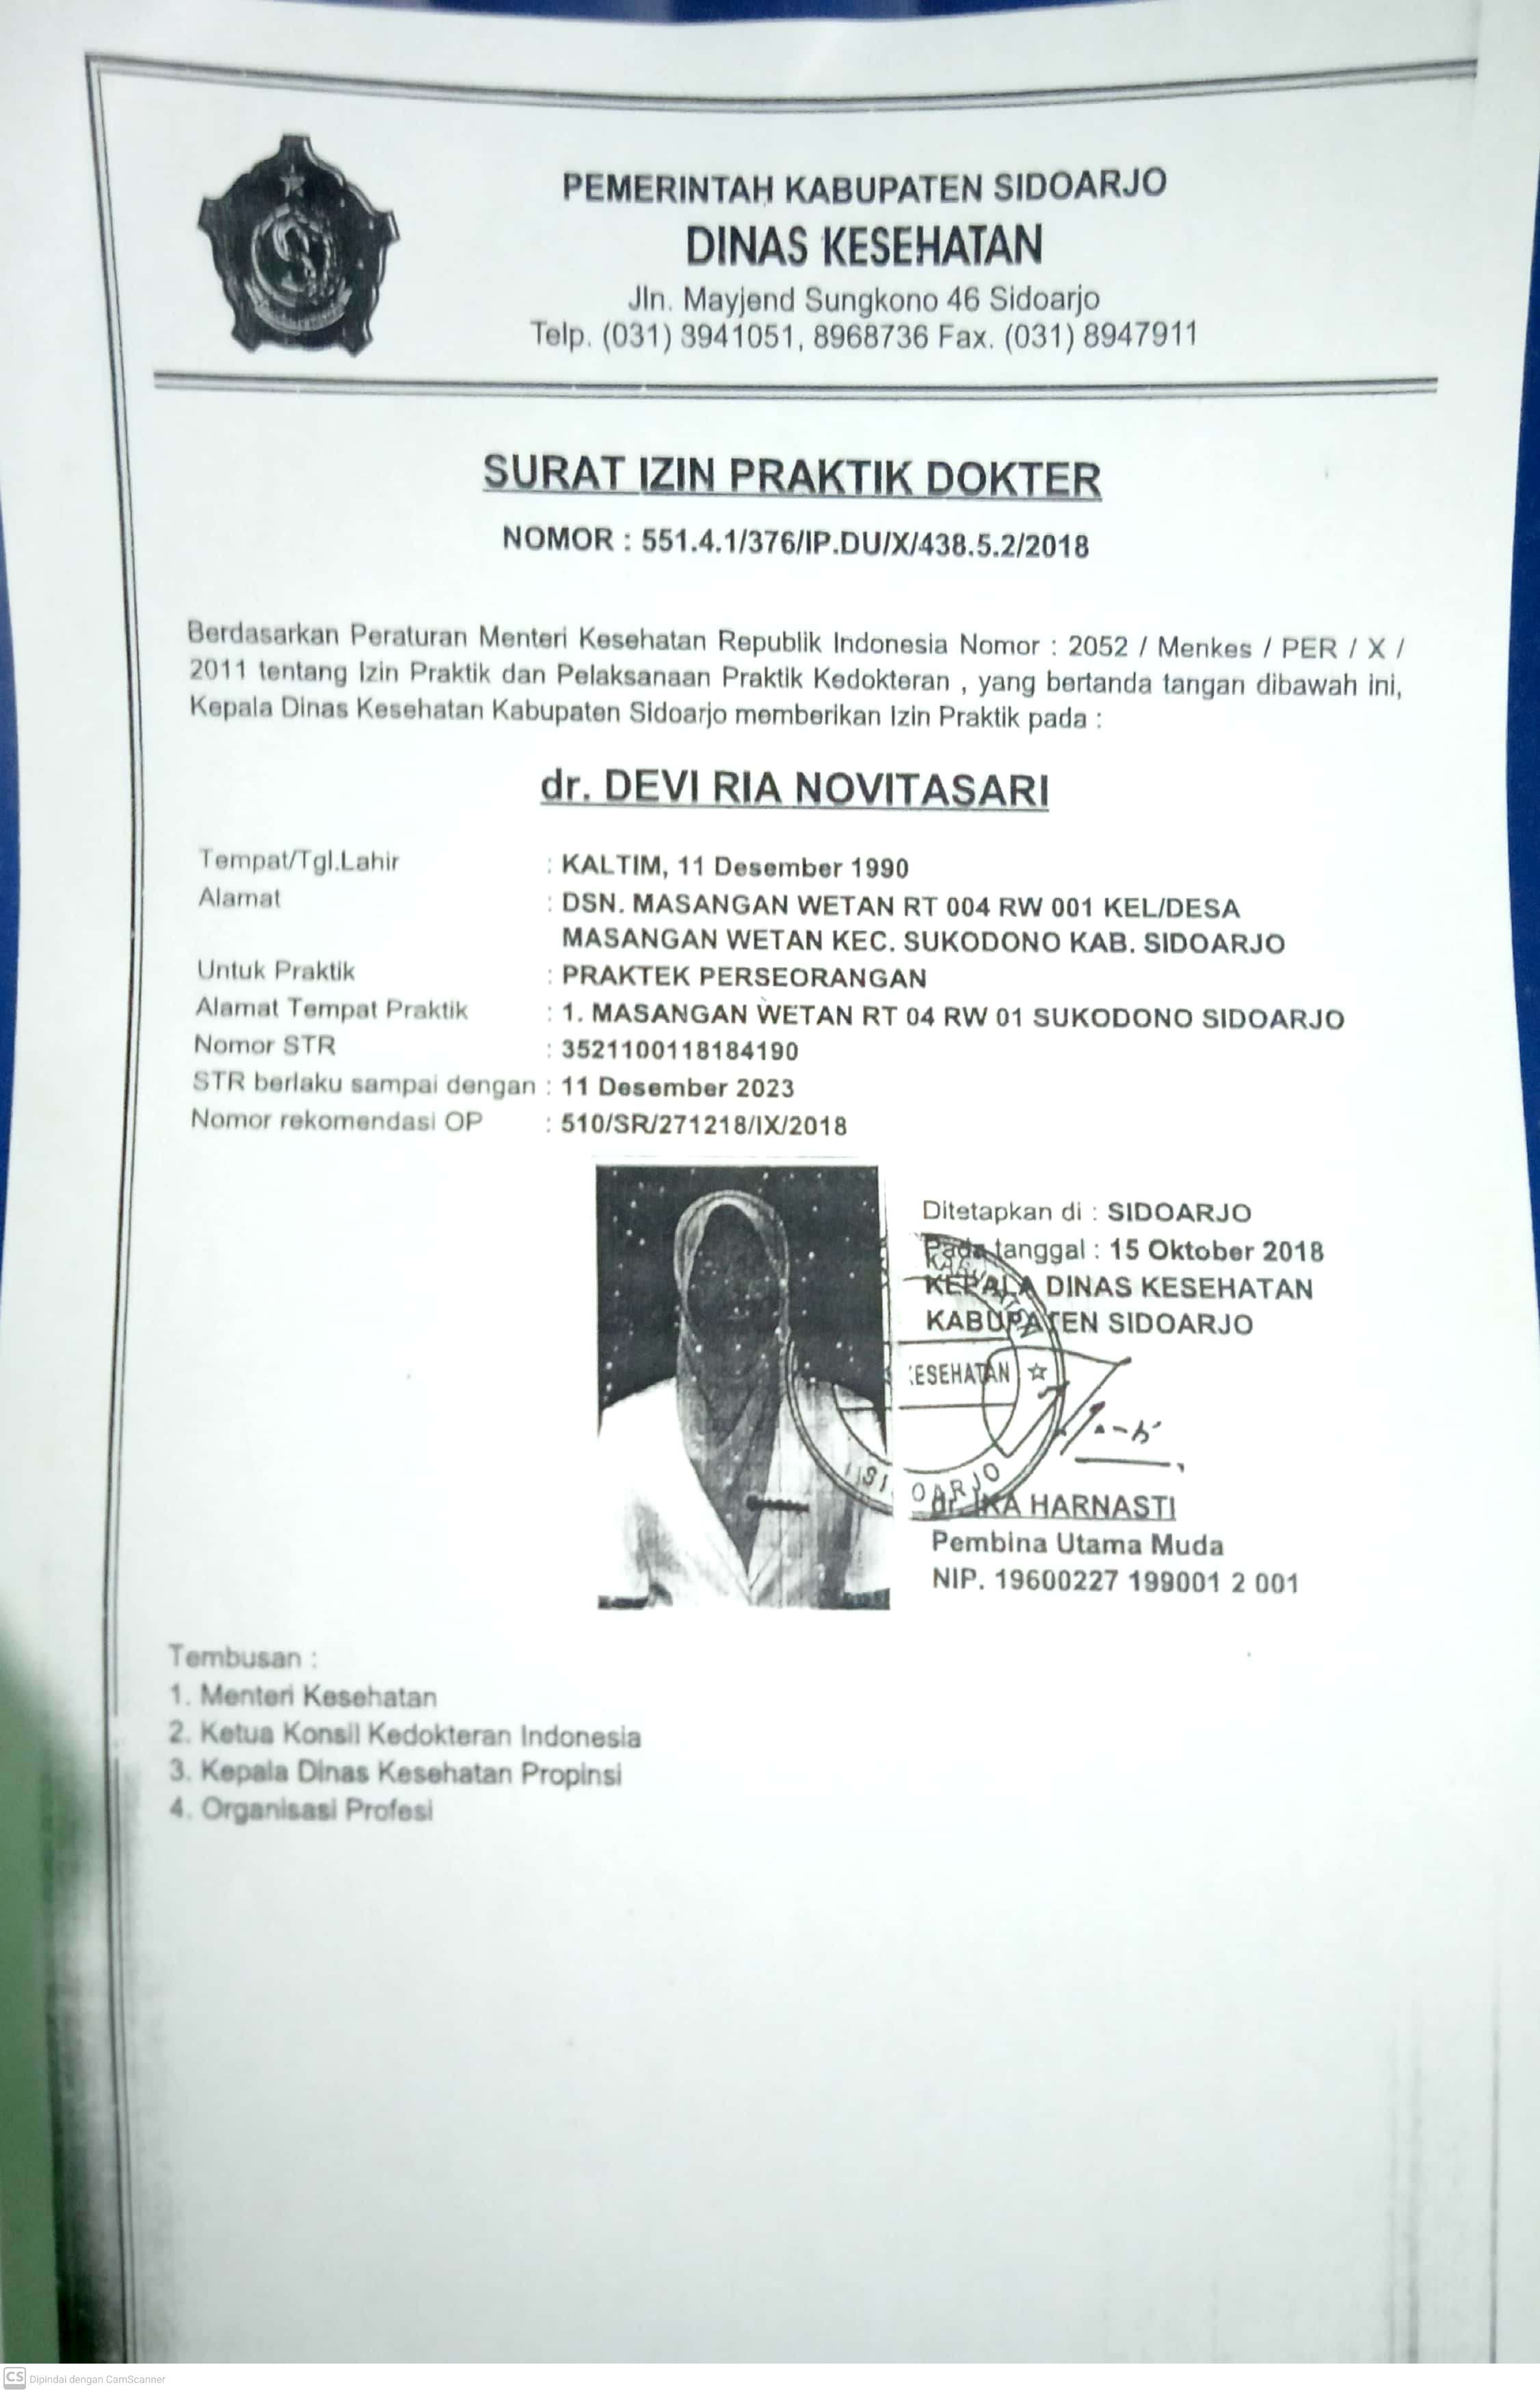 PEMERINTAH KABUPATEN SIDOARJO
DINAS KESEHATAN
Jln. Mayjend Sungkono 46 Sidoarjo
Telp. (031) 3941051, 8968736 Fax. (031) 8947911
SURAT IZIN PRAKTIK DOKTER
NOMOR : 551.4.1/376/IP.DU/X/438.5.2/2018
Berdasarkan Peraturan Menteri Kesehatan Republik Indonesia Nomor : 2052 / Menkes / PER / X /
2011 tentang Izin Praktik dan Pelaksanaan Praktik Kedokteran , yang bertanda tangan dibawah ini,
Kepala Dinas Kesehatan Kabupaten Sidoarjo memberikan Izin Praktik pada :
dr. DEVI RIA NOVITASARI
Tempat/Tgl.Lahir : KALTIM, 11 Desember 1990
Alamat : DSN. MASANGAN WETAN RT 004 RW 001 KEL/DESA
MASANGAN WETAN KEC. SUKODONO KAB. SIDOARJO
Untuk Praktik : PRAKTEK PERSEORANGAN
Alamat Tempat Praktik : 1. MASANGAN WETAN RT 04 RW 01 SUKODONO SIDOARJO
Nomor STR : 3521100118184190
STR berlaku sampai dengan : 11 Desember 2023
Nomor rekomendasi OP : 510/SR/271218/IX/2018
Ditetapkan di : SIDOARJO
Pada tanggal : 15 Oktober 2018
KEPALA DINAS KESEHATAN
KABUPATEN SIDOARJO
KABUPATEN
ESEHATAN
SIDOARJO
dr. IKA HARNASTI
Pembina Utama Muda
NIP. 19600227 199001 2 001
Tembusan :
1. Menteri Kesehatan
2. Ketua Konsil Kedokteran Indonesia
3. Kepala Dinas Kesehatan Propinsi
4. Organisasi Profesi
CS Dipindai dengan CamScanner